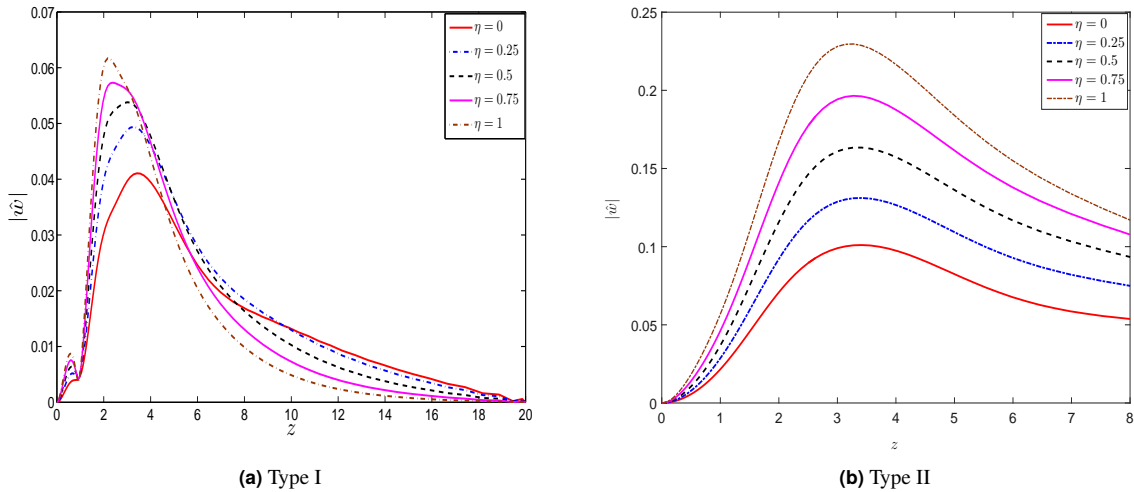 0.07
0.06
0.05
0.04
0.03
0.02
0.01
0
|ŵ|
0 2 4 6 8 10 12 14 16 18 20
z
η = 0
η = 0.25
η = 0.5
η = 0.75
η = 1
(a) Type I
0.25
0.2
0.15
0.1
0.05
0
|ŵ|
0 1 2 3 4 5 6 7 8
z
η = 0
η = 0.25
η = 0.5
η = 0.75
η = 1
(b) Type II